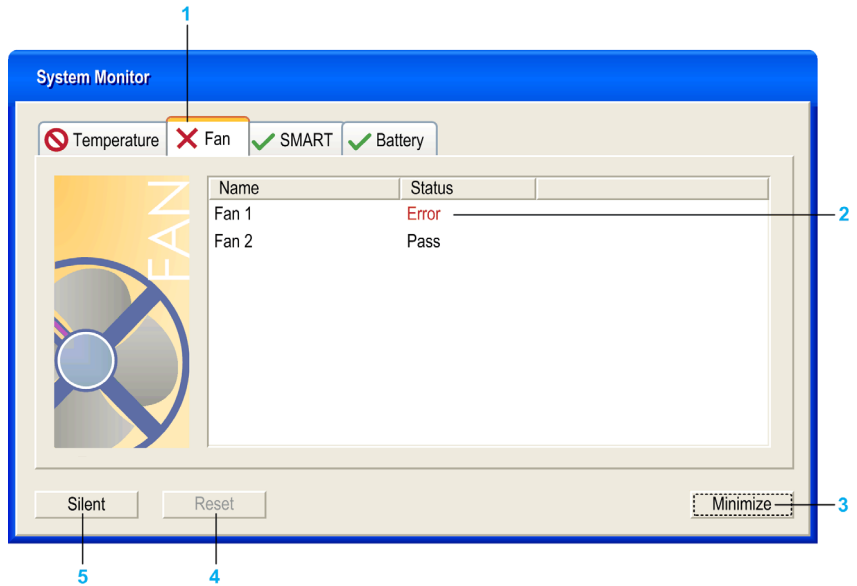 1
System Monitor
Temperature Fan SMART Battery
FAN
Name Status
Fan 1 Error 2
Fan 2 Pass
Silent Reset Minimize 3
5 4